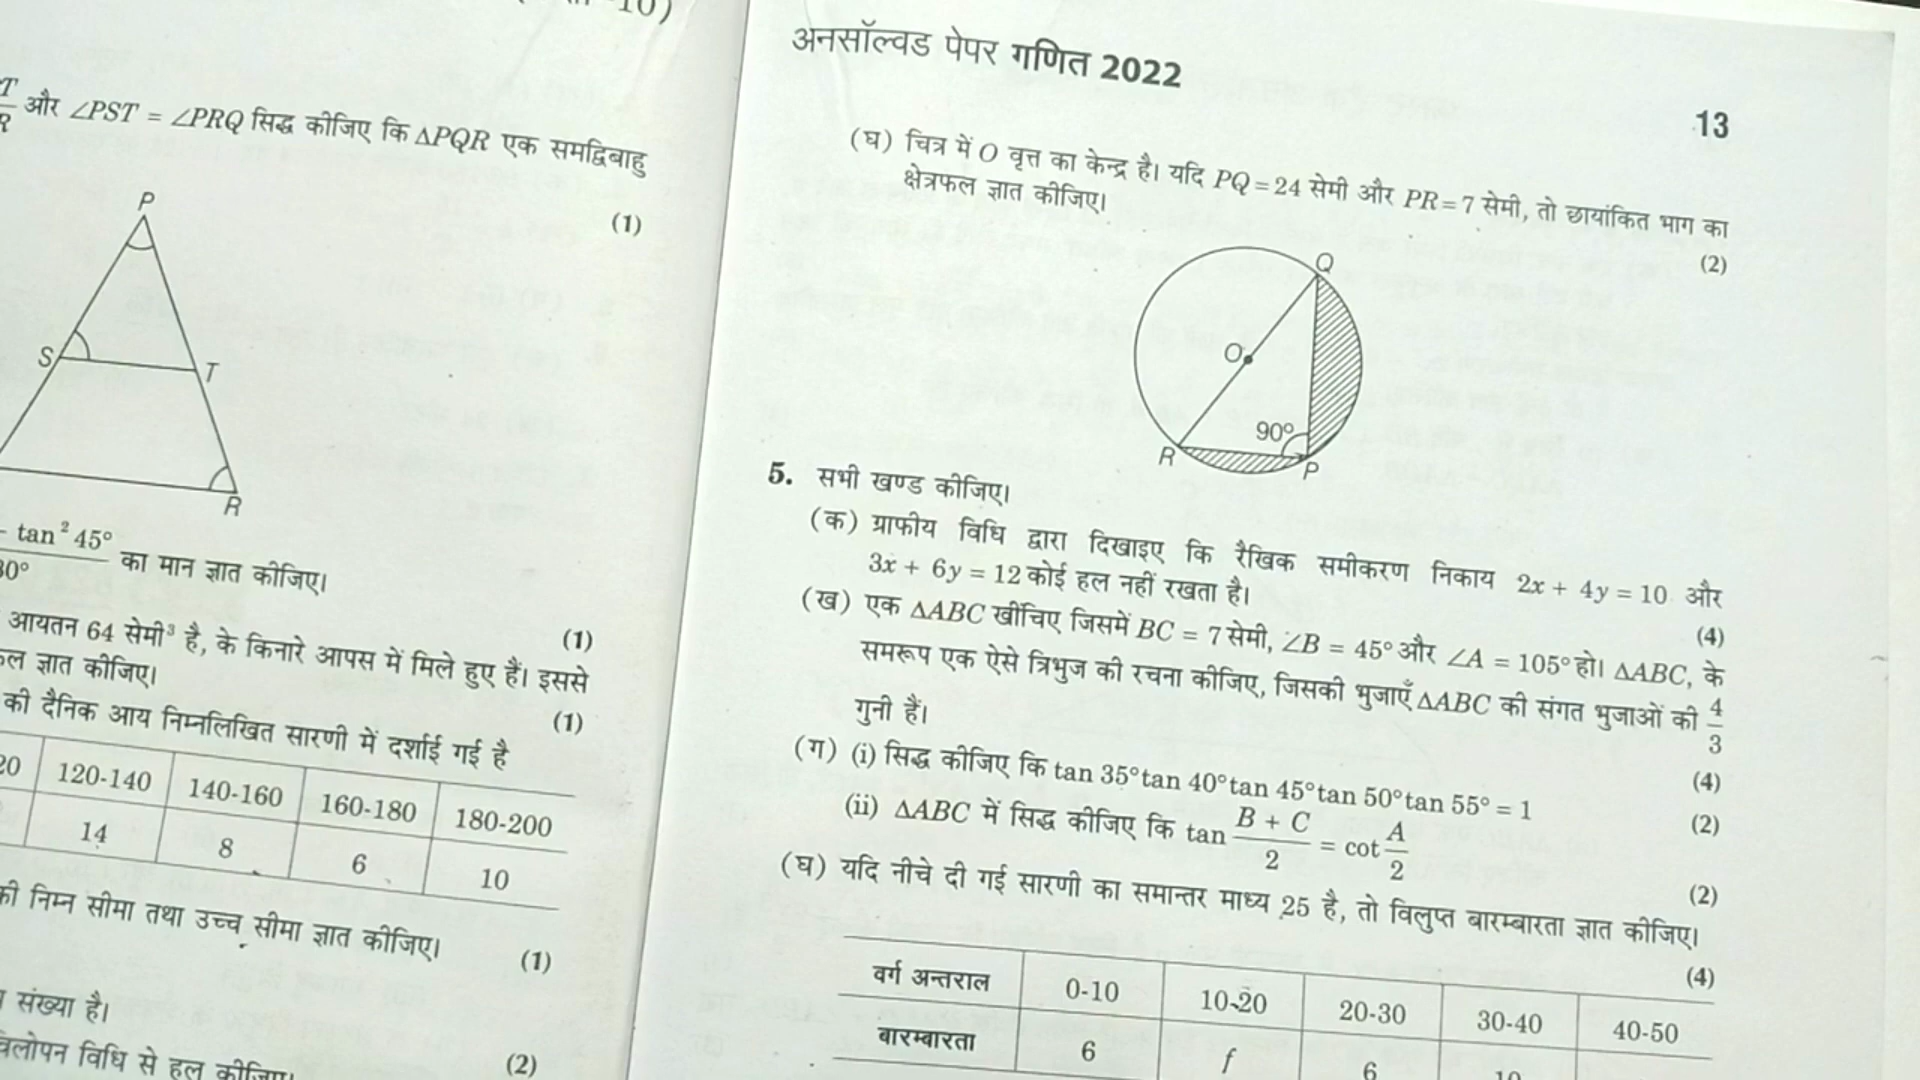 10)
T
R और ∠PST = ∠PRQ सिद्ध कीजिए कि ΔPQR एक समद्विबाहु
(1)
P
S
T
R
tan² 45°
का मान ज्ञात कीजिए।
(1)
आयतन 64 सेमी³ है, के किनारे आपस में मिले हुए हैं। इससे
ज्ञात कीजिए।
(1)
की दैनिक आय निम्नलिखित सारणी में दर्शाई गई है
20 120-140 140-160 160-180 180-200
14 8 6 10
की निम्न सीमा तथा उच्च सीमा ज्ञात कीजिए।
(1)
संख्या है।
विलोपन विधि से हल कीजिए।
(2)
अनसॉल्वड पेपर गणित 2022
13
(घ) चित्र में O वृत्त का केन्द्र है। यदि PQ = 24 सेमी और PR = 7 सेमी, तो छायांकित भाग का
क्षेत्रफल ज्ञात कीजिए।
(2)
Q
O
90°
R
P
5. सभी खण्ड कीजिए।
(क) ग्राफीय विधि द्वारा दिखाइए कि रैखिक समीकरण निकाय 2x + 4y = 10 और
3x + 6y = 12 कोई हल नहीं रखता है।
(4)
(ख) एक ΔABC खींचिए जिसमें BC = 7 सेमी, ∠B = 45° और ∠A = 105° हो। ΔABC, के
समरूप एक ऐसे त्रिभुज की रचना कीजिए, जिसकी भुजाएँ ΔABC की संगत भुजाओं की 4/3
गुनी हैं।
(4)
(ग) (i) सिद्ध कीजिए कि tan 35° tan 40° tan 45° tan 50° tan 55° = 1
(2)
(ii) ΔABC में सिद्ध कीजिए कि tan (B + C)/2 = cot A/2
(2)
(घ) यदि नीचे दी गई सारणी का समान्तर माध्य 25 है, तो विलुप्त बारम्बारता ज्ञात कीजिए।
(4)
वर्ग अन्तराल 0-10 10-20 20-30 30-40 40-50
बारम्बारता 6 f 6 10